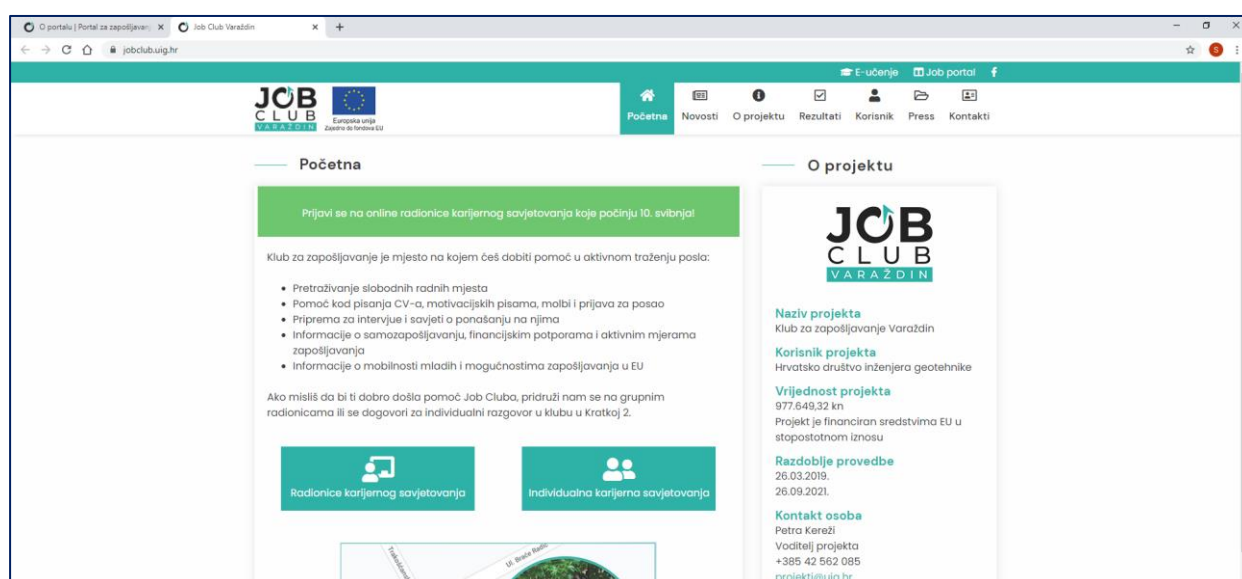 O portalu | Portal za zapošljavanj
Job Club Varaždin
jobclub.uig.hr
S
E-učenje
Job portal
JOB
CLUB
VARAŽDIN
Europska unija
Zajedno do fondova EU
Početna
Novosti
O projektu
Rezultati
Korisnik
Press
Kontakti
Početna
Prijavi se na online radionice karijernog savjetovanja koje počinju 10. svibnja!
Klub za zapošljavanje je mjesto na kojem ćeš dobiti pomoć u aktivnom traženju posla:
Pretraživanje slobodnih radnih mjesta
Pomoć kod pisanja CV-a, motivacijskih pisama, molbi i prijava za posao
Priprema za intervjue i savjeti o ponašanju na njima
Informacije o samozapošljavanju, financijskim potporama i aktivnim mjerama
zapošljavanja
Informacije o mobilnosti mladih i mogućnostima zapošljavanja u EU
Ako misliš da bi ti dobro došla pomoć Job Cluba, pridruži nam se na grupnim
radionicama ili se dogovori za individualni razgovor u klubu u Kratkoj 2.
Radionice karijernog savjetovanja
Individualna karijerna savjetovanja
Ul. Braće Radić
O projektu
JOB
CLUB
VARAŽDIN
Naziv projekta
Klub za zapošljavanje Varaždin
Korisnik projekta
Hrvatsko društvo inženjera geotehnike
Vrijednost projekta
977.649,32 kn
Projekt je financiran sredstvima EU u
stopostotnom iznosu
Razdoblje provedbe
26.03.2019.
26.09.2021.
Kontakt osoba
Petra Kereži
Voditelj projekta
+385 42 562 085
projekti@uig.hr